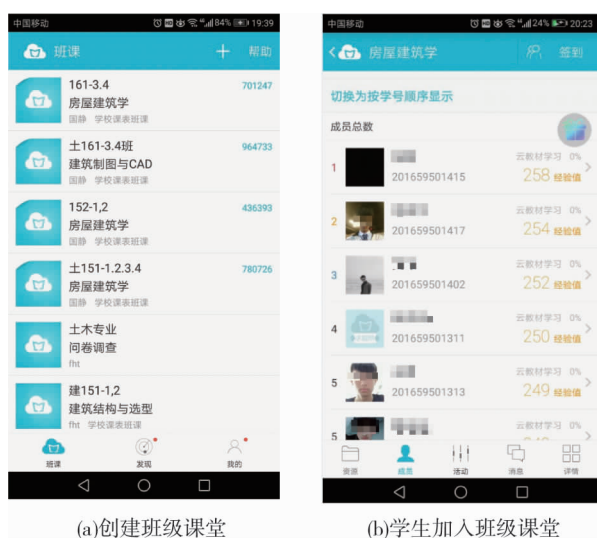 中国移动 84% 19:39
班课 + 帮助
161-3.4 701247
房屋建筑学
国静 学校课表班课
土161-3.4班 964733
建筑制图与CAD
国静 学校课表班课
152-1,2 436393
房屋建筑学
国静 学校课表班课
土151-1.2.3.4 780726
房屋建筑学
国静 学校课表班课
土木专业
问卷调查
fht
建151-1,2
建筑结构与选型
fht 学校课表班课
班课 发现 我的
(a)创建班级课堂
中国移动 24% 20:23
房屋建筑学 签到
切换为按学号顺序显示
成员总数
云教材学习 0%
1 201659501415 258 经验值
云教材学习 0%
2 201659501417 254 经验值
云教材学习 0%
3 201659501402 252 经验值
云教材学习 0%
4 201659501311 250 经验值
云教材学习 0%
5 201659501313 249 经验值
云教材学习 0%
5
资源 成员 活动 消息 详情
(b)学生加入班级课堂